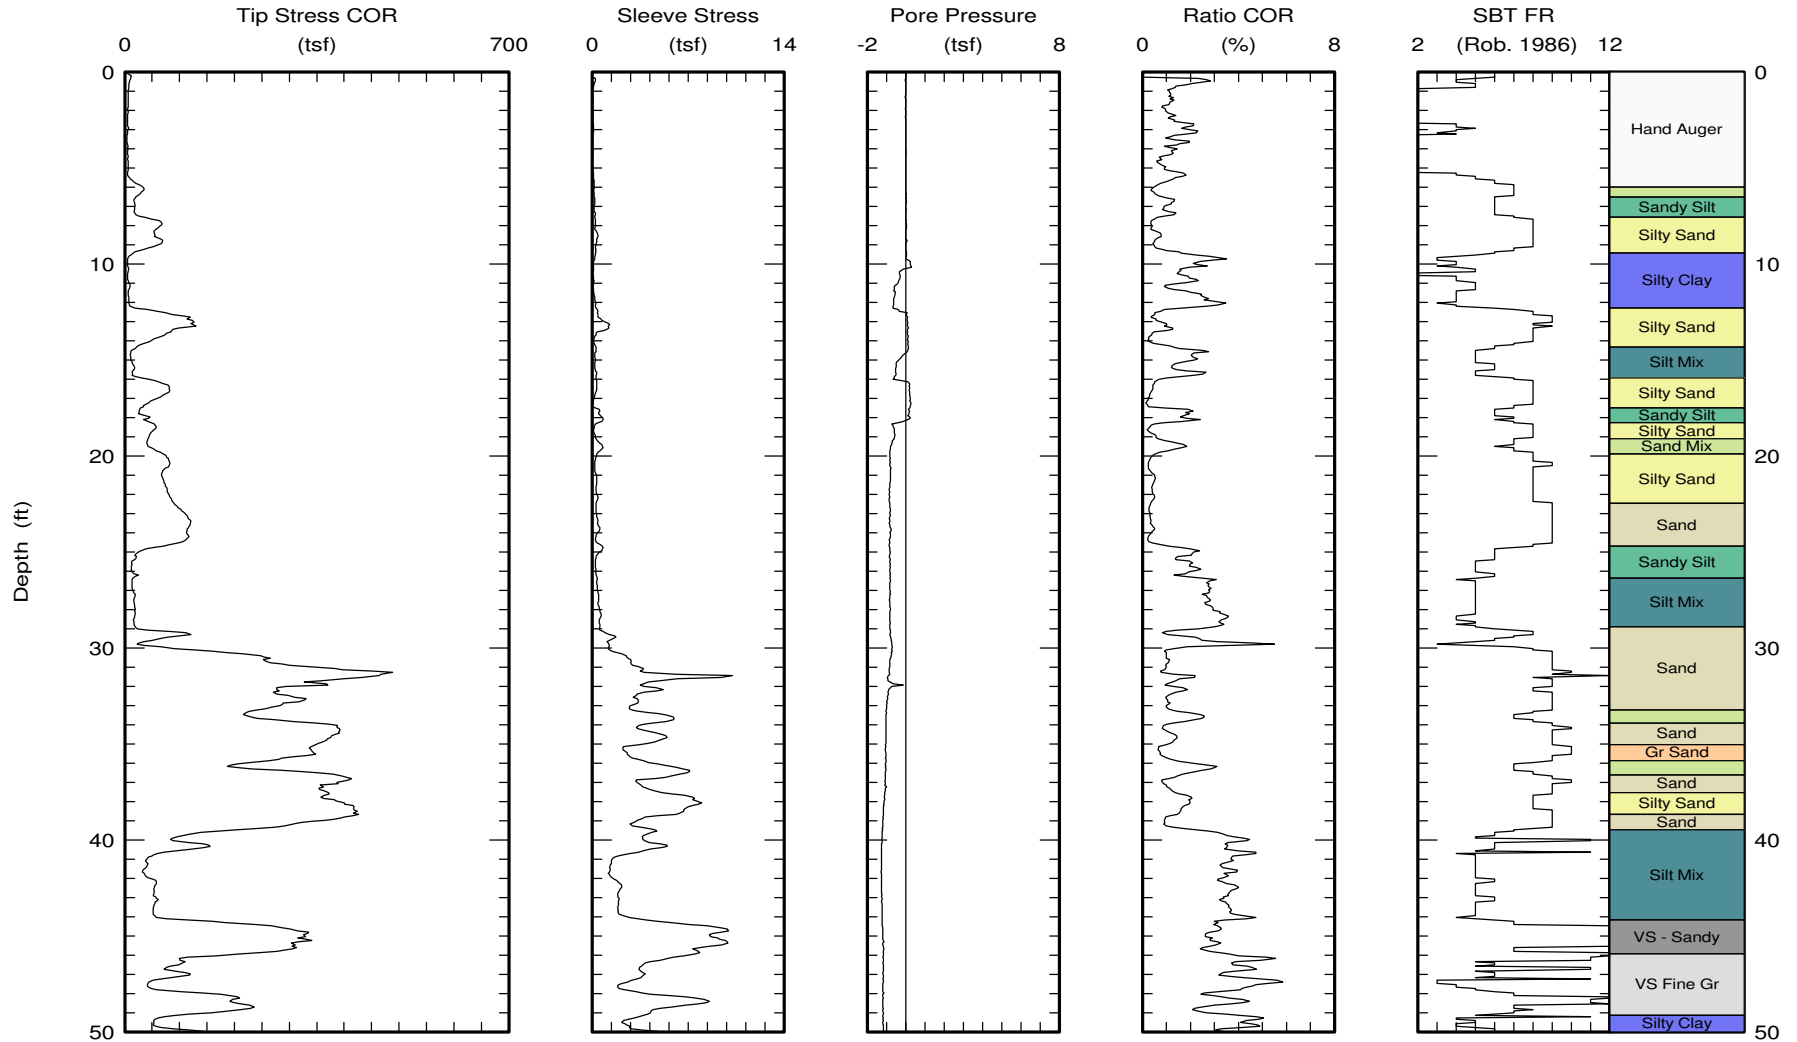 Tip Stress COR Sleeve Stress Pore Pressure Ratio COR SBT FR
0 (tsf) 700 0 (tsf) 14 -2 (tsf) 8 0 (%) 8 2 (Rob. 1986) 12
0 0
Hand Auger
Sandy Silt
Silty Sand
10 10
Silty Clay
Silty Sand
Silt Mix
Silty Sand
Sandy Silt
Silty Sand
Sand Mix
20 20
Silty Sand
Sand
Sandy Silt
Depth (ft)
Silt Mix
30 30
Sand
Sand
Gr Sand
Sand
Silty Sand
Sand
40 40
Silt Mix
VS - Sandy
VS Fine Gr
Silty Clay
50 50